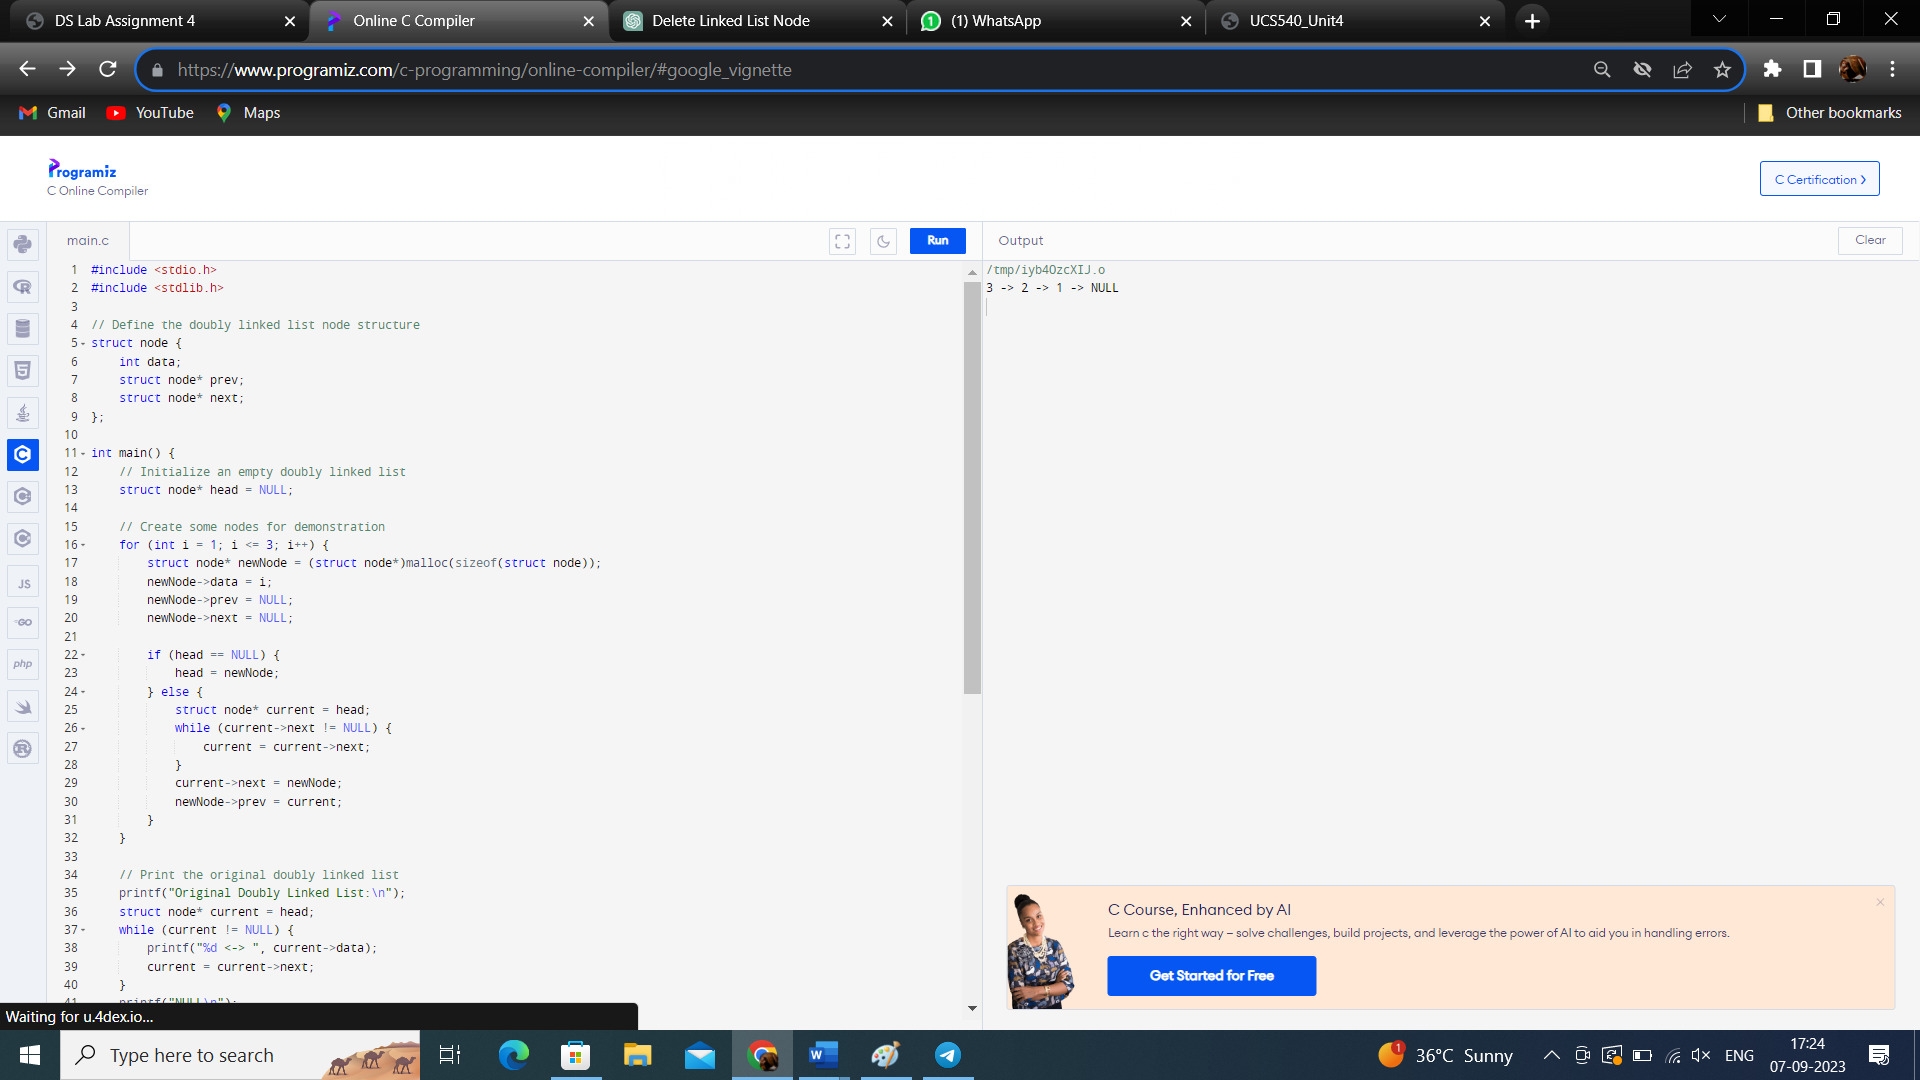 DS Lab Assignment 4
Online C Compiler
Delete Linked List Node
(1) WhatsApp
UCS540_Unit4
https://www.programiz.com/c-programming/online-compiler/#google_vignette
Gmail
YouTube
Maps
Other bookmarks
Programiz
C Online Compiler
C Certification >
main.c
Run
Output
Clear
1 #include <stdio.h>
2 #include <stdlib.h>
3
4 // Define the doubly linked list node structure
5 struct node {
6     int data;
7     struct node* prev;
8     struct node* next;
9 };
10
11 int main() {
12     // Initialize an empty doubly linked list
13     struct node* head = NULL;
14
15     // Create some nodes for demonstration
16     for (int i = 1; i <= 3; i++) {
17         struct node* newNode = (struct node*)malloc(sizeof(struct node));
18         newNode->data = i;
19         newNode->prev = NULL;
20         newNode->next = NULL;
21
22         if (head == NULL) {
23             head = newNode;
24         } else {
25             struct node* current = head;
26             while (current->next != NULL) {
27                 current = current->next;
28             }
29             current->next = newNode;
30             newNode->prev = current;
31         }
32     }
33
34     // Print the original doubly linked list
35     printf("Original Doubly Linked List:\n");
36     struct node* current = head;
37     while (current != NULL) {
38         printf("%d <-> ", current->data);
39         current = current->next;
40     }
41     printf("NULL\n");
/tmp/iyb4OzcXIJ.o
3 -> 2 -> 1 -> NULL
JS
GO
php
C Course, Enhanced by AI
Learn c the right way – solve challenges, build projects, and leverage the power of AI to aid you in handling errors.
Get Started for Free
Waiting for u.4dex.io...
Type here to search
1
36°C Sunny
ENG
17:24
07-09-2023